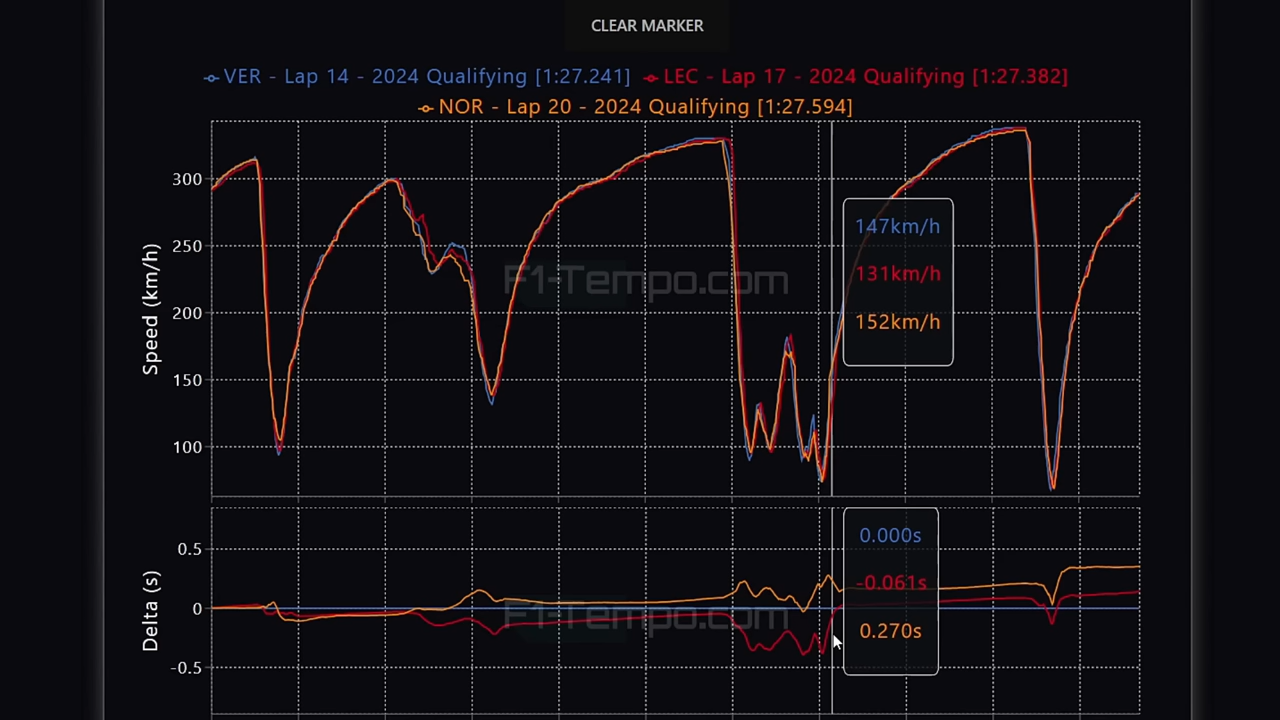 CLEAR MARKER
VER - Lap 14 - 2024 Qualifying [1:27.241] LEC - Lap 17 - 2024 Qualifying [1:27.382]
NOR - Lap 20 - 2024 Qualifying [1:27.594]
Speed (km/h)
300
250
200
150
100
F1-Tempo.com
147km/h
131km/h
152km/h
Delta (s)
0.5
0
-0.5
F1-Tempo.com
0.000s
-0.061s
0.270s